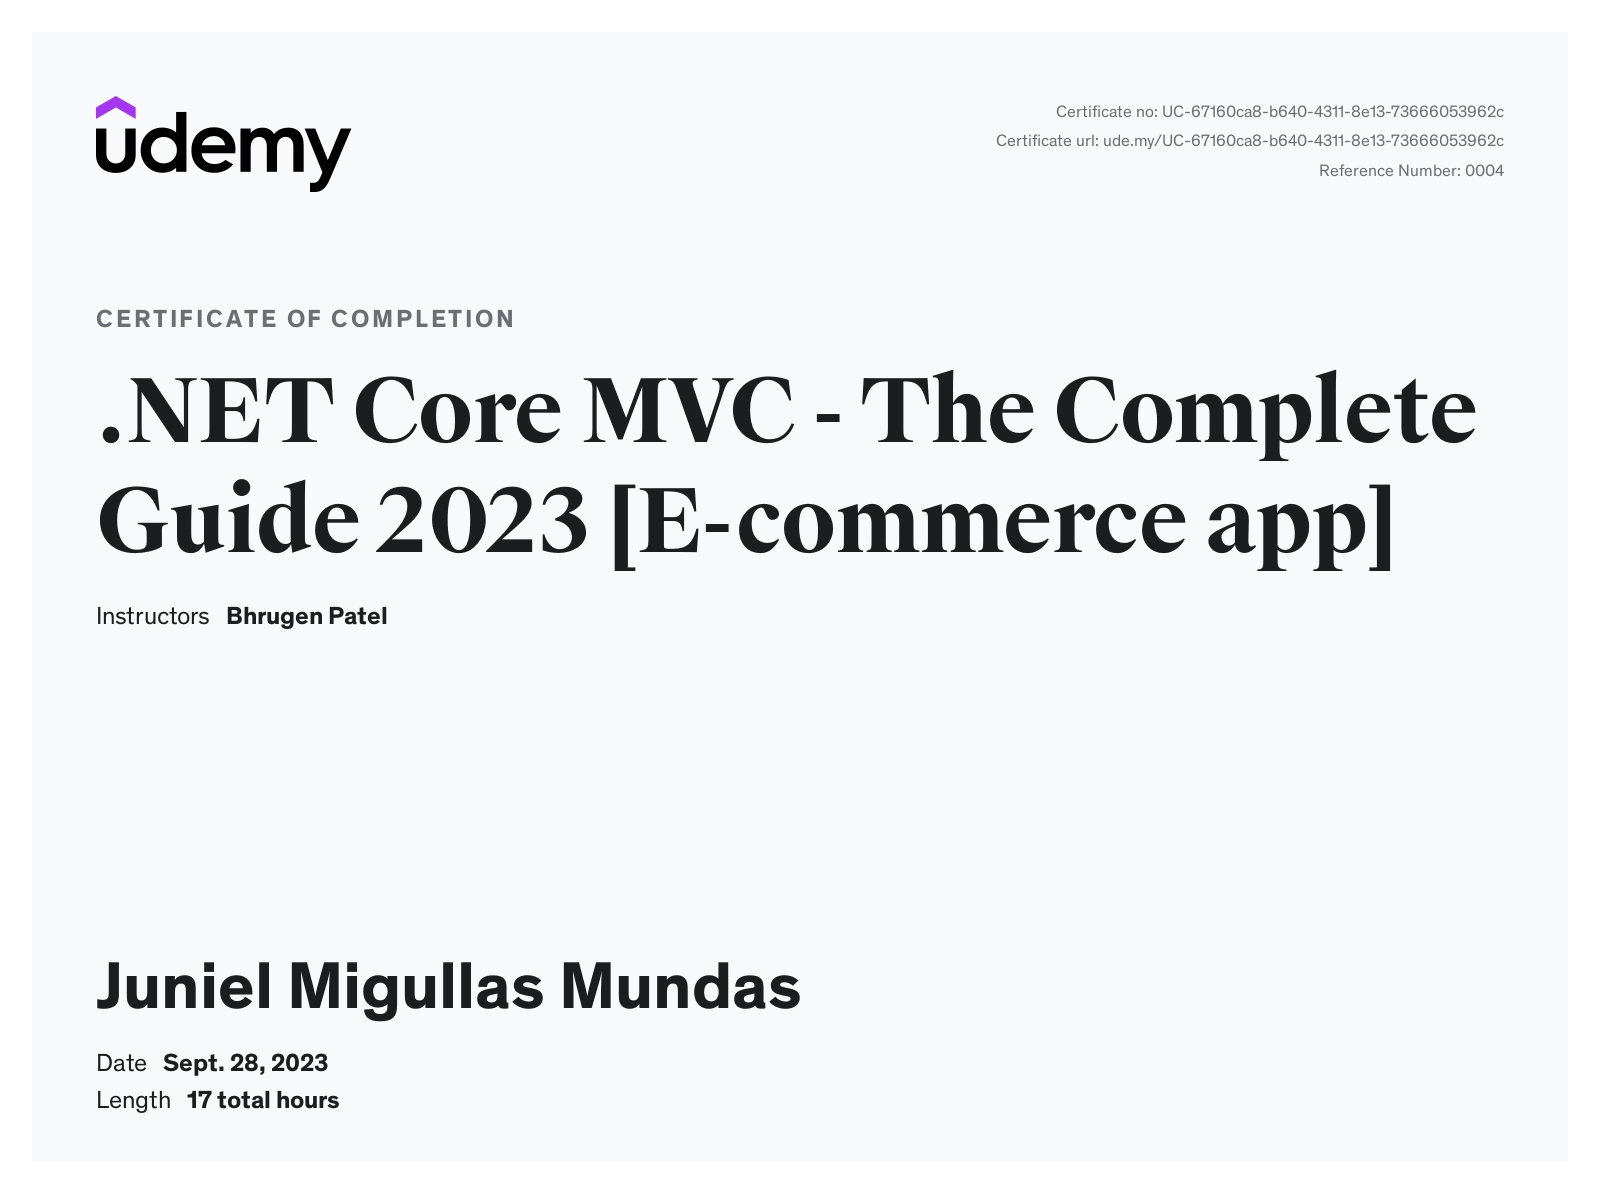 udemy
Certificate no: UC-67160ca8-b640-4311-8e13-73666053962c
Certificate url: ude.my/UC-67160ca8-b640-4311-8e13-73666053962c
Reference Number: 0004
CERTIFICATE OF COMPLETION
.NET Core MVC - The Complete
Guide 2023 [E-commerce app]
Instructors Bhrugen Patel
Juniel Migullas Mundas
Date Sept. 28, 2023
Length 17 total hours